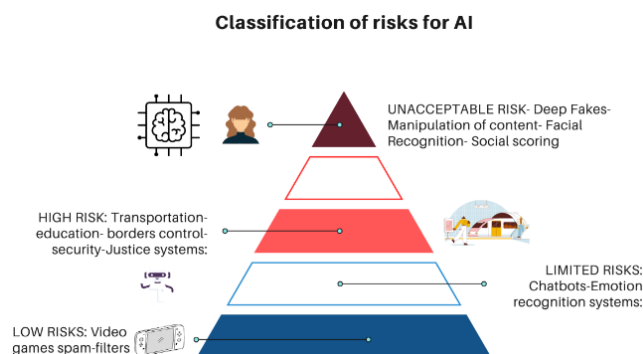 Classification of risks for AI
UNACCEPTABLE RISK- Deep Fakes-
Manipulation of content- Facial
Recognition- Social scoring
HIGH RISK: Transportation-
education- borders control-
security-Justice systems:
LIMITED RISKS:
Chatbots-Emotion
recognition systems:
LOW RISKS: Video
games spam-filters